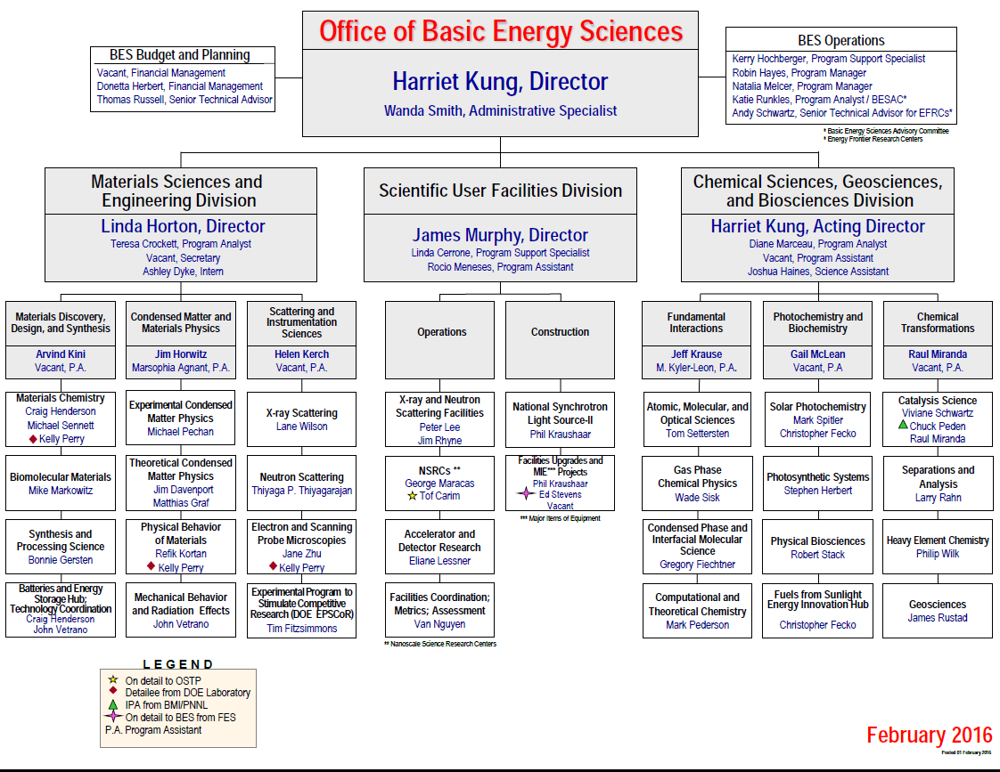 Office of Basic Energy Sciences
Harriet Kung, Director
Wanda Smith, Administrative Specialist
BES Budget and Planning
Vacant, Financial Management
Donetta Herbert, Financial Management
Thomas Russell, Senior Technical Advisor
BES Operations
Kerry Hochberger, Program Support Specialist
Robin Hayes, Program Manager
Natalia Melcer, Program Manager
Katie Runkles, Program Analyst / BESAC*
Andy Schwartz, Senior Technical Advisor for EFRCs*
* Basic Energy Sciences Advisory Committee
* Energy Frontier Research Centers
Materials Sciences and
Engineering Division
Linda Horton, Director
Teresa Crockett, Program Analyst
Vacant, Secretary
Ashley Dyke, Intern
Scientific User Facilities Division
James Murphy, Director
Linda Cerrone, Program Support Specialist
Rocio Meneses, Program Assistant
Chemical Sciences, Geosciences,
and Biosciences Division
Harriet Kung, Acting Director
Diane Marceau, Program Analyst
Vacant, Program Assistant
Joshua Haines, Science Assistant
Materials Discovery,
Design, and Synthesis
Arvind Kini
Vacant, P.A.
Materials Chemistry
Craig Henderson
Michael Sennett
Kelly Perry
Biomolecular Materials
Mike Markowitz
Synthesis and
Processing Science
Bonnie Gersten
Batteries and Energy
Storage Hub;
Technology Coordination
Craig Henderson
John Vetrano
Condensed Matter and
Materials Physics
Jim Horwitz
Marsophia Agnant, P.A.
Experimental Condensed
Matter Physics
Michael Pechan
Theoretical Condensed
Matter Physics
Jim Davenport
Matthias Graf
Physical Behavior
of Materials
Refik Kortan
Kelly Perry
Mechanical Behavior
and Radiation Effects
John Vetrano
Scattering and
Instrumentation
Sciences
Helen Kerch
Vacant, P.A.
X-ray Scattering
Lane Wilson
Neutron Scattering
Thiyaga P. Thiyagarajan
Electron and Scanning
Probe Microscopies
Jane Zhu
Kelly Perry
Experimental Program to
Stimulate Competitive
Research (DOE EPSCoR)
Tim Fitzsimmons
Operations
X-ray and Neutron
Scattering Facilities
Peter Lee
Jim Rhyne
NSRCs **
George Maracas
Tof Carim
Accelerator and
Detector Research
Eliane Lessner
Facilities Coordination;
Metrics; Assessment
Van Nguyen
** Nanoscale Science Research Centers
Construction
National Synchrotron
Light Source-II
Phil Kraushaar
Facilities Upgrades and
MIE*** Projects
Phil Kraushaar
Ed Stevens
Vacant
*** Major Items of Equipment
Fundamental
Interactions
Jeff Krause
M. Kyler-Leon, P.A.
Atomic, Molecular, and
Optical Sciences
Tom Settersten
Gas Phase
Chemical Physics
Wade Sisk
Condensed Phase and
Interfacial Molecular
Science
Gregory Fiechtner
Computational and
Theoretical Chemistry
Mark Pederson
Photochemistry and
Biochemistry
Gail McLean
Vacant, P.A
Solar Photochemistry
Mark Spitler
Christopher Fecko
Photosynthetic Systems
Stephen Herbert
Physical Biosciences
Robert Stack
Fuels from Sunlight
Energy Innovation Hub
Christopher Fecko
Chemical
Transformations
Raul Miranda
Vacant, P.A.
Catalysis Science
Viviane Schwartz
Chuck Peden
Raul Miranda
Separations and
Analysis
Larry Rahn
Heavy Element Chemistry
Philip Wilk
Geosciences
James Rustad
LEGEND
On detail to OSTP
Detailee from DOE Laboratory
IPA from BMI/PNNL
On detail to BES from FES
P.A. Program Assistant
February 2016
Posted 01 February 2016